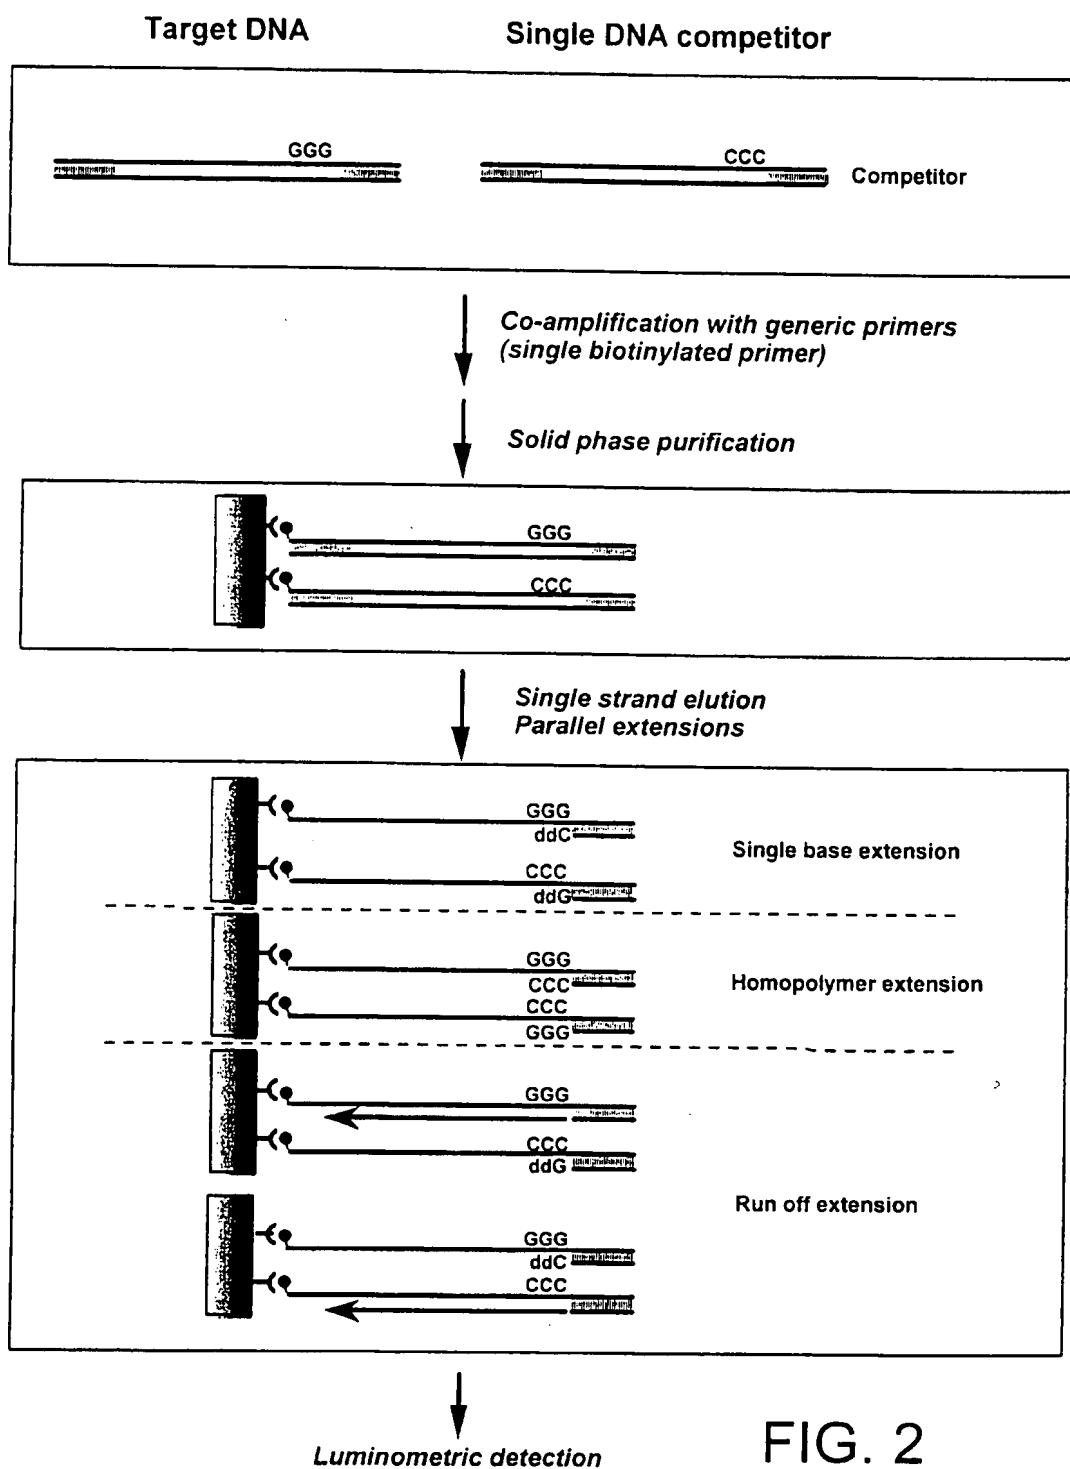 Target DNA
Single DNA competitor
GGG
CCC
Competitor
Co-amplification with generic primers
(single biotinylated primer)
Solid phase purification
GGG
CCC
Single strand elution
Parallel extensions
GGG
ddC
Single base extension
CCC
ddG
GGG
CCC
Homopolymer extension
CCC
GGG
GGG
CCC
ddG
Run off extension
GGG
ddC
CCC
Luminometric detection
FIG. 2